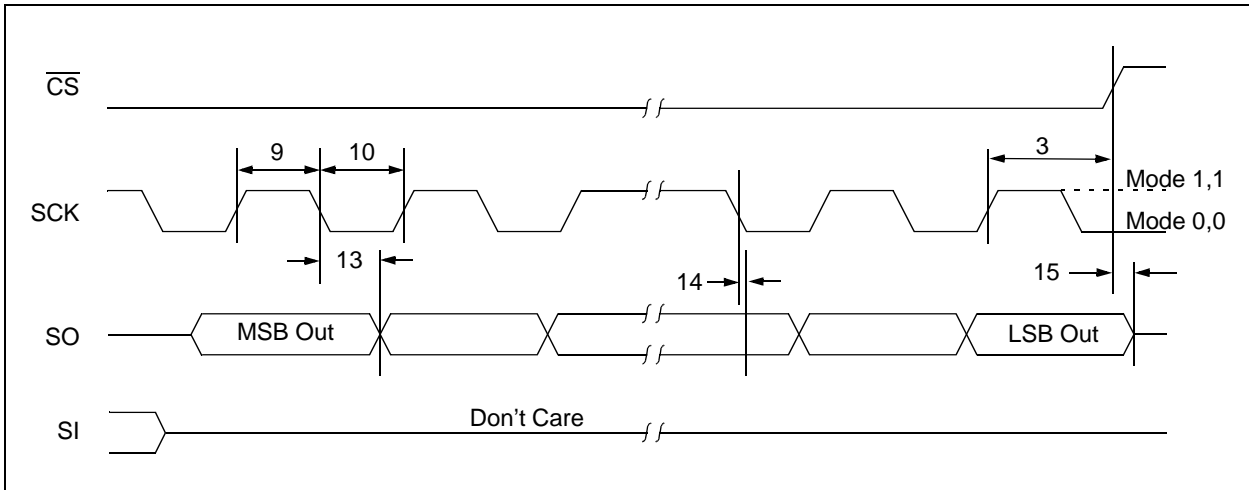 C̅S̅
9
10
3
SCK
Mode 1,1
Mode 0,0
13
14
15
SO
MSB Out
LSB Out
SI
Don't Care